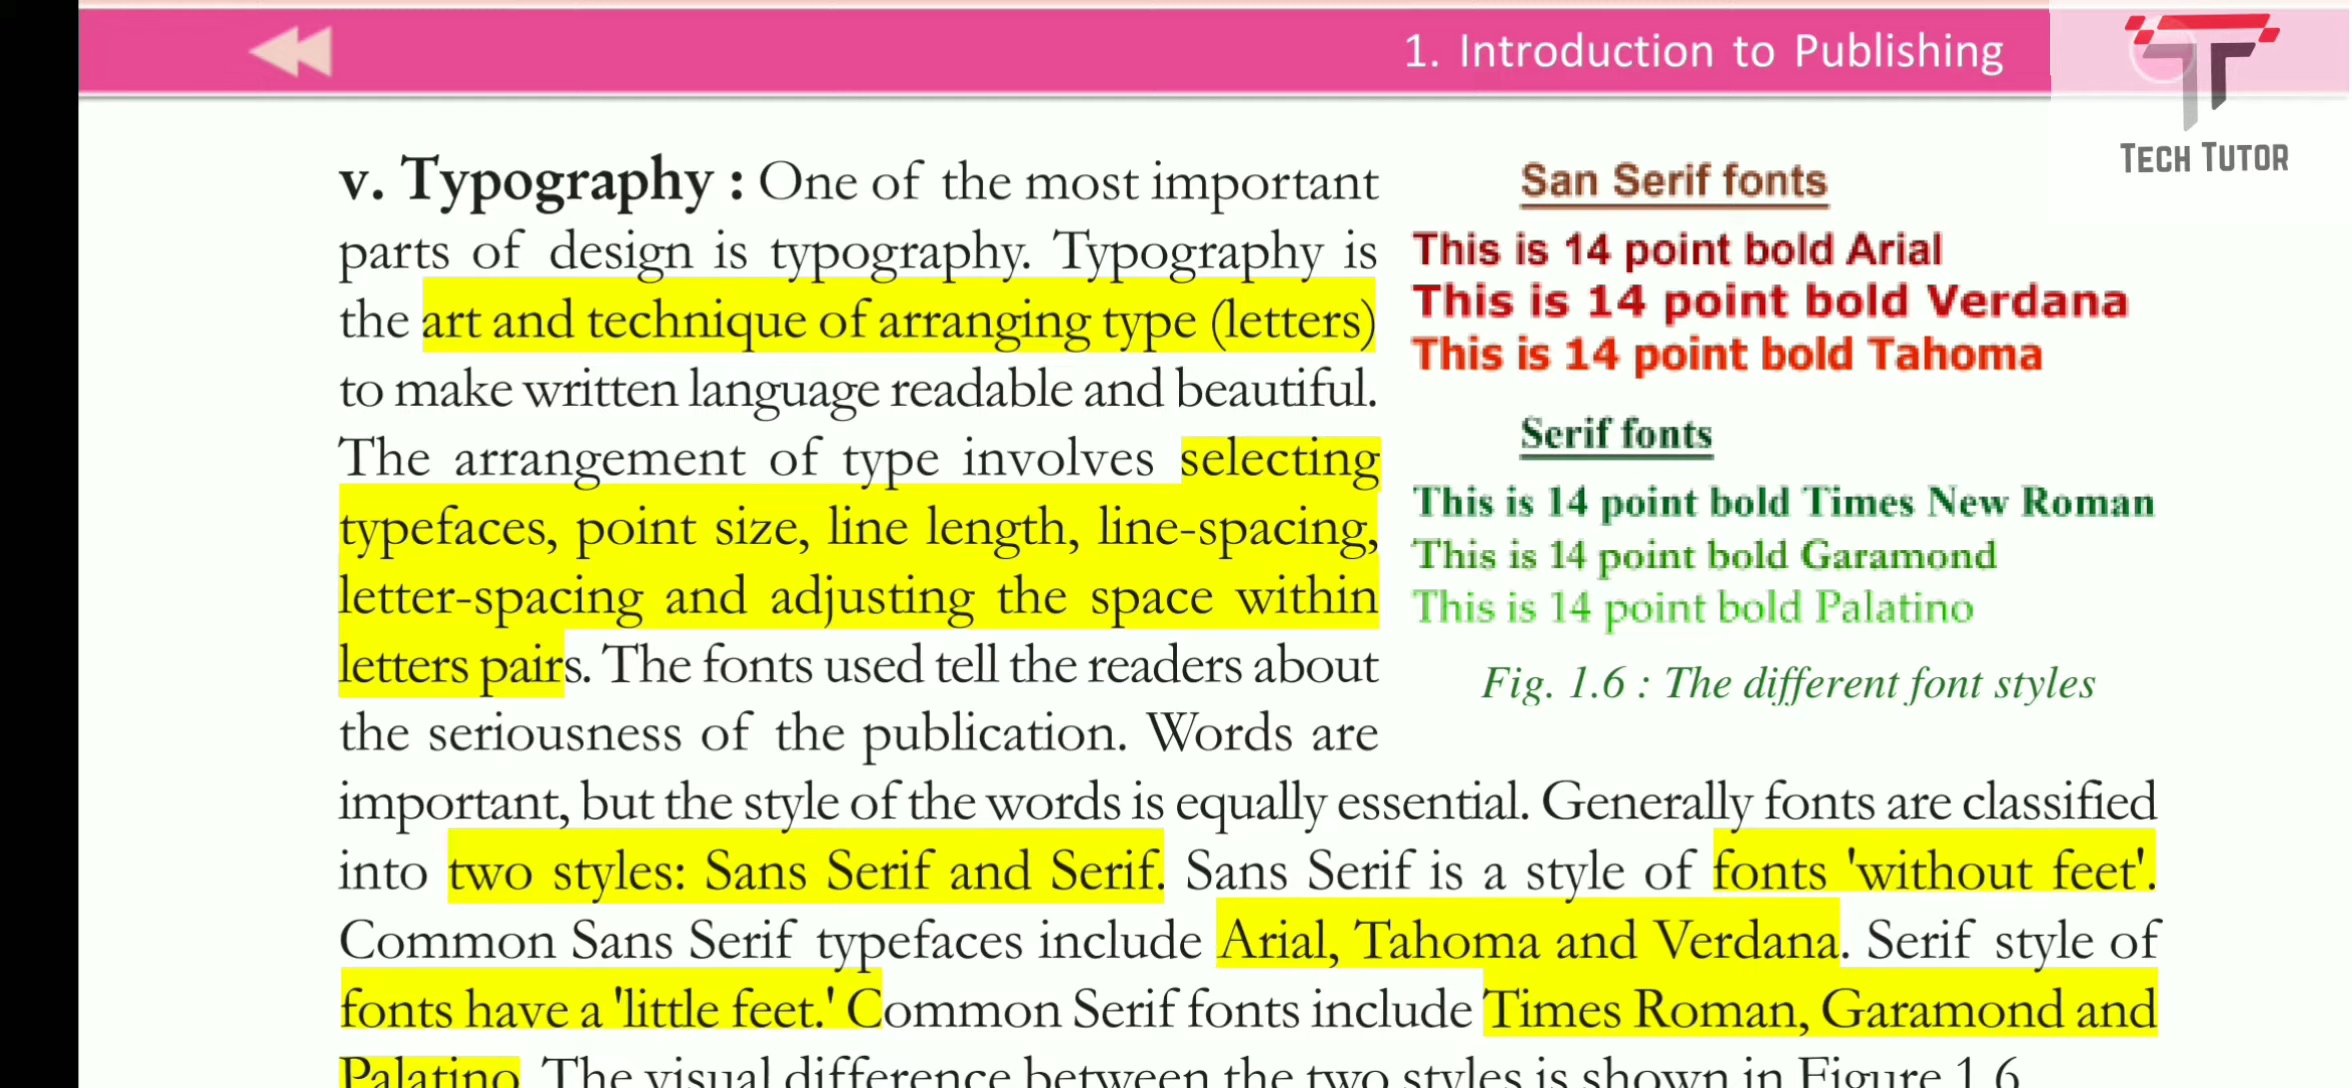 1. Introduction to Publishing
TECH TUTOR
v. Typography : One of the most important
parts of design is typography. Typography is
the art and technique of arranging type (letters)
to make written language readable and beautiful.
The arrangement of type involves selecting
typefaces, point size, line length, line-spacing,
letter-spacing and adjusting the space within
letters pairs. The fonts used tell the readers about
the seriousness of the publication. Words are
important, but the style of the words is equally essential. Generally fonts are classified
into two styles: Sans Serif and Serif. Sans Serif is a style of fonts 'without feet'.
Common Sans Serif typefaces include Arial, Tahoma and Verdana. Serif style of
fonts have a 'little feet.' Common Serif fonts include Times Roman, Garamond and
Palatino. The visual difference between the two styles is shown in Figure 1.6
San Serif fonts
This is 14 point bold Arial
This is 14 point bold Verdana
This is 14 point bold Tahoma
Serif fonts
This is 14 point bold Times New Roman
This is 14 point bold Garamond
This is 14 point bold Palatino
Fig. 1.6 : The different font styles